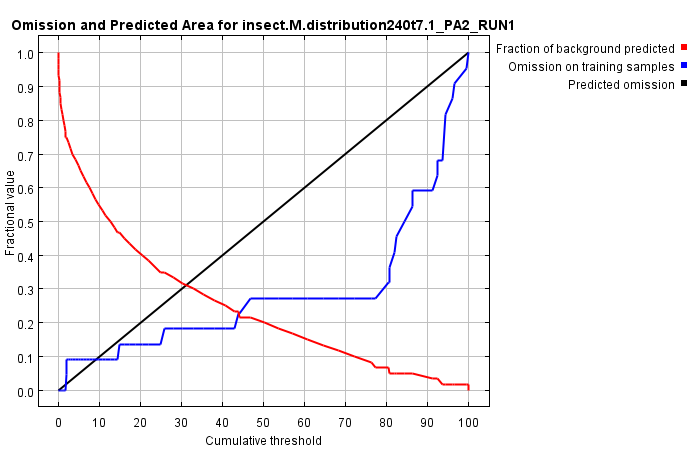 Omission and Predicted Area for insect.M.distribution240t7.1_PA2_RUN1
Fraction of background predicted
Omission on training samples
Predicted omission
Fractional value
1.0
0.9
0.8
0.7
0.6
0.5
0.4
0.3
0.2
0.1
0.0
0 10 20 30 40 50 60 70 80 90 100
Cumulative threshold